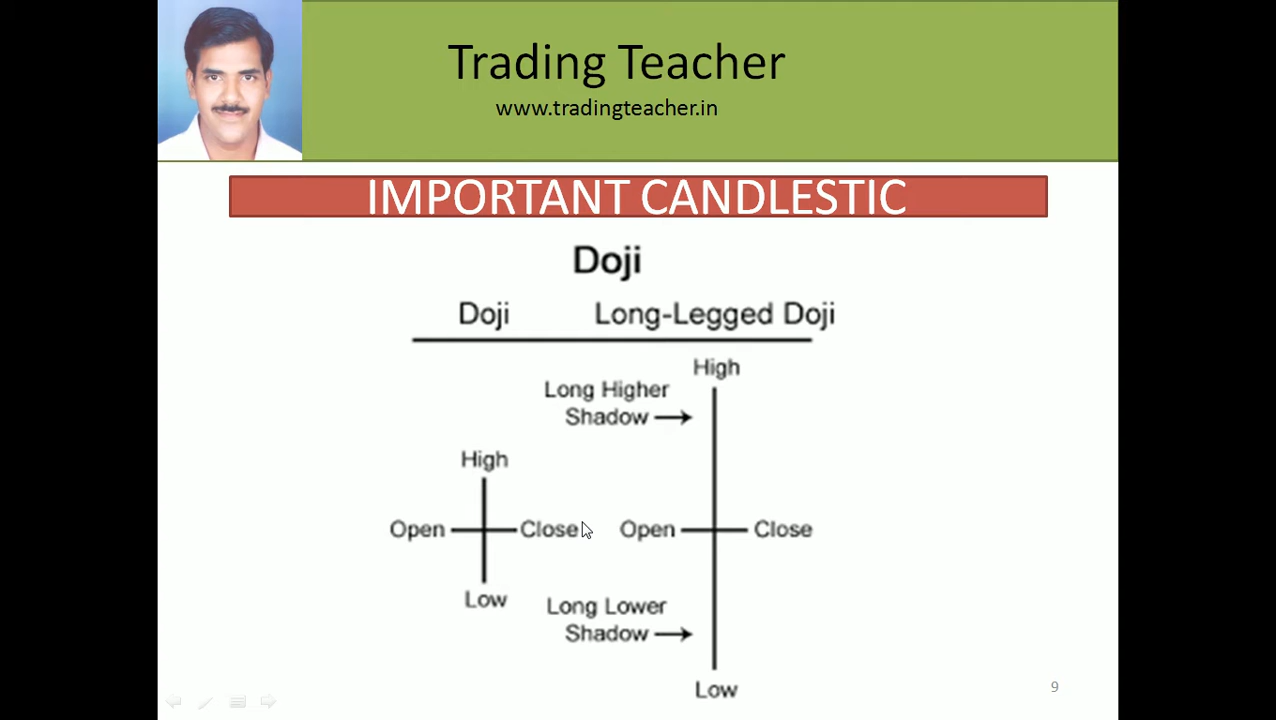 Trading Teacher
www.tradingteacher.in
IMPORTANT CANDLESTIC
Doji
Doji Long-Legged Doji
High
Long Higher
Shadow
High
Open Close Open Close
Low
Long Lower
Shadow
Low
9